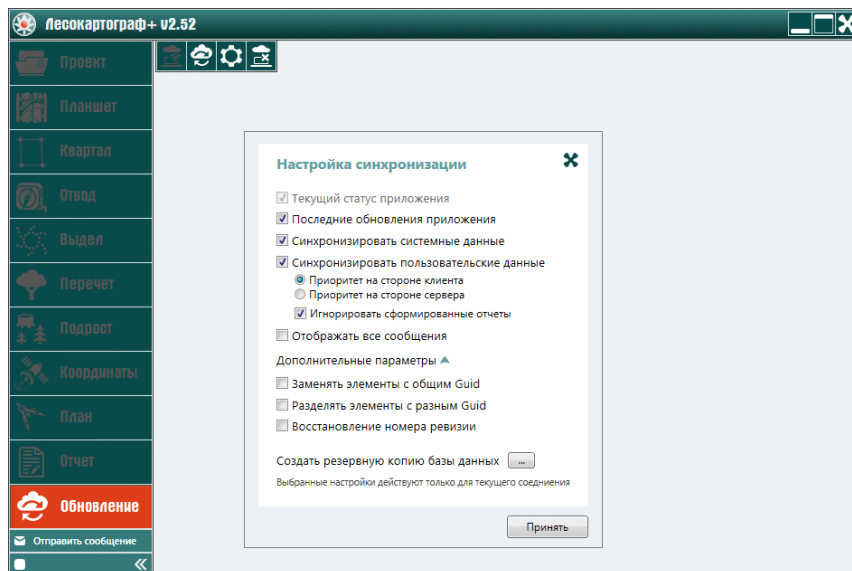 Лесокартограф+ v2.52
Проект
Планшет
Квартал
Отвод
Выдел
Перечет
Подрост
Координаты
План
Отчет
Обновление
Отправить сообщение
Настройка синхронизации
Текущий статус приложения
Последние обновления приложения
Синхронизировать системные данные
Синхронизировать пользовательские данные
Приоритет на стороне клиента
Приоритет на стороне сервера
Игнорировать сформированные отчеты
Отображать все сообщения
Дополнительные параметры
Заменять элементы с общим Guid
Разделять элементы с разным Guid
Восстановление номера ревизии
Создать резервную копию базы данных ...
Выбранные настройки действуют только для текущего соедниения
Принять